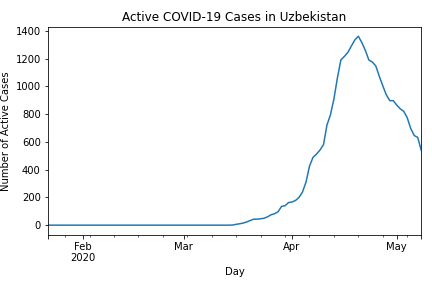 Active COVID-19 Cases in Uzbekistan
Number of Active Cases
1400
1200
1000
800
600
400
200
0
Feb
2020
Mar
Apr
May
Day